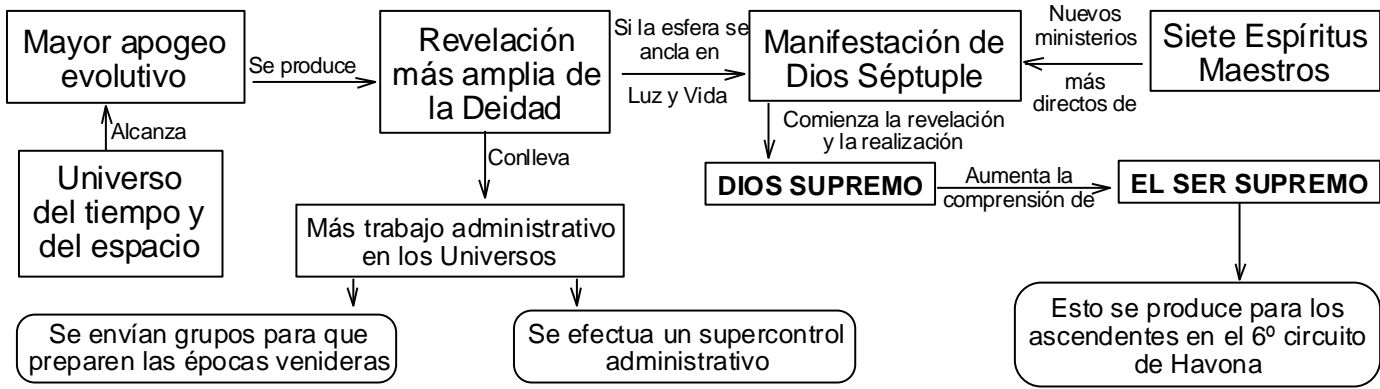 Mayor apogeo
evolutivo
Se produce
Revelación
más amplia de
la Deidad
Si la esfera se
ancla en
Luz y Vida
Manifestación de
Dios Séptuple
Nuevos
ministerios
más
directos de
Siete Espíritus
Maestros
Alcanza
Universo
del tiempo y
del espacio
Conlleva
Comienza la revelación
y la realización
DIOS SUPREMO
Aumenta la
comprensión de
EL SER SUPREMO
Más trabajo administrativo
en los Universos
Se envían grupos para que
preparen las épocas venideras
Se efectua un supercontrol
administrativo
Esto se produce para los
ascendentes en el 6º circuito
de Havona